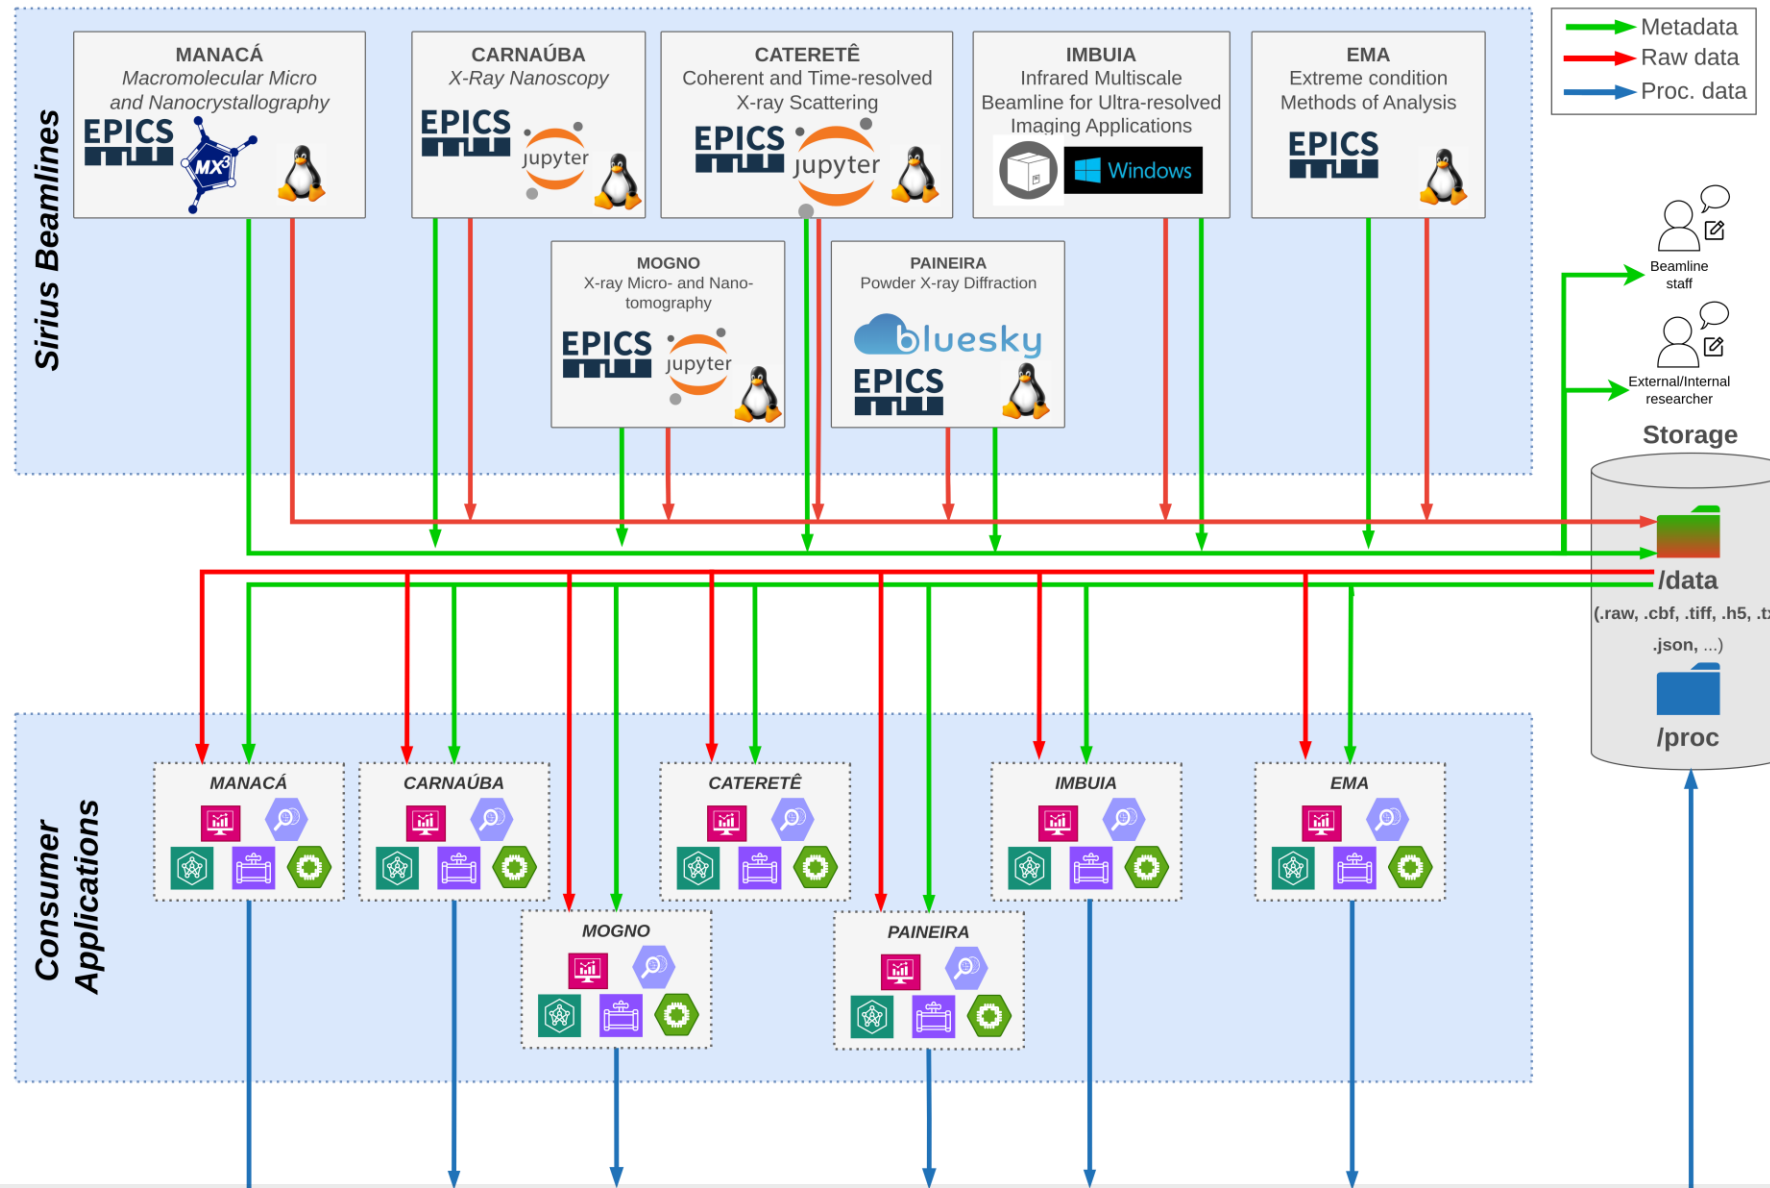 Sirius Beamlines
MANACÁ
Macromolecular Micro
and Nanocrystallography
EPICS
MX3
CARNAÚBA
X-Ray Nanoscopy
EPICS
jupyter
CATERETÊ
Coherent and Time-resolved
X-ray Scattering
EPICS
jupyter
IMBUIA
Infrared Multiscale
Beamline for Ultra-resolved
Imaging Applications
Windows
EMA
Extreme condition
Methods of Analysis
EPICS
MOGNO
X-ray Micro- and Nano-
tomography
EPICS
jupyter
PAINEIRA
Powder X-ray Diffraction
bluesky
EPICS
Metadata
Raw data
Proc. data
Beamline
staff
External/Internal
researcher
Storage
/data
(.raw, .cbf, .tiff, .h5, .tx
.json, ...)
/proc
Consumer
Applications
MANACÁ
CARNAÚBA
CATERETÊ
IMBUIA
EMA
MOGNO
PAINEIRA